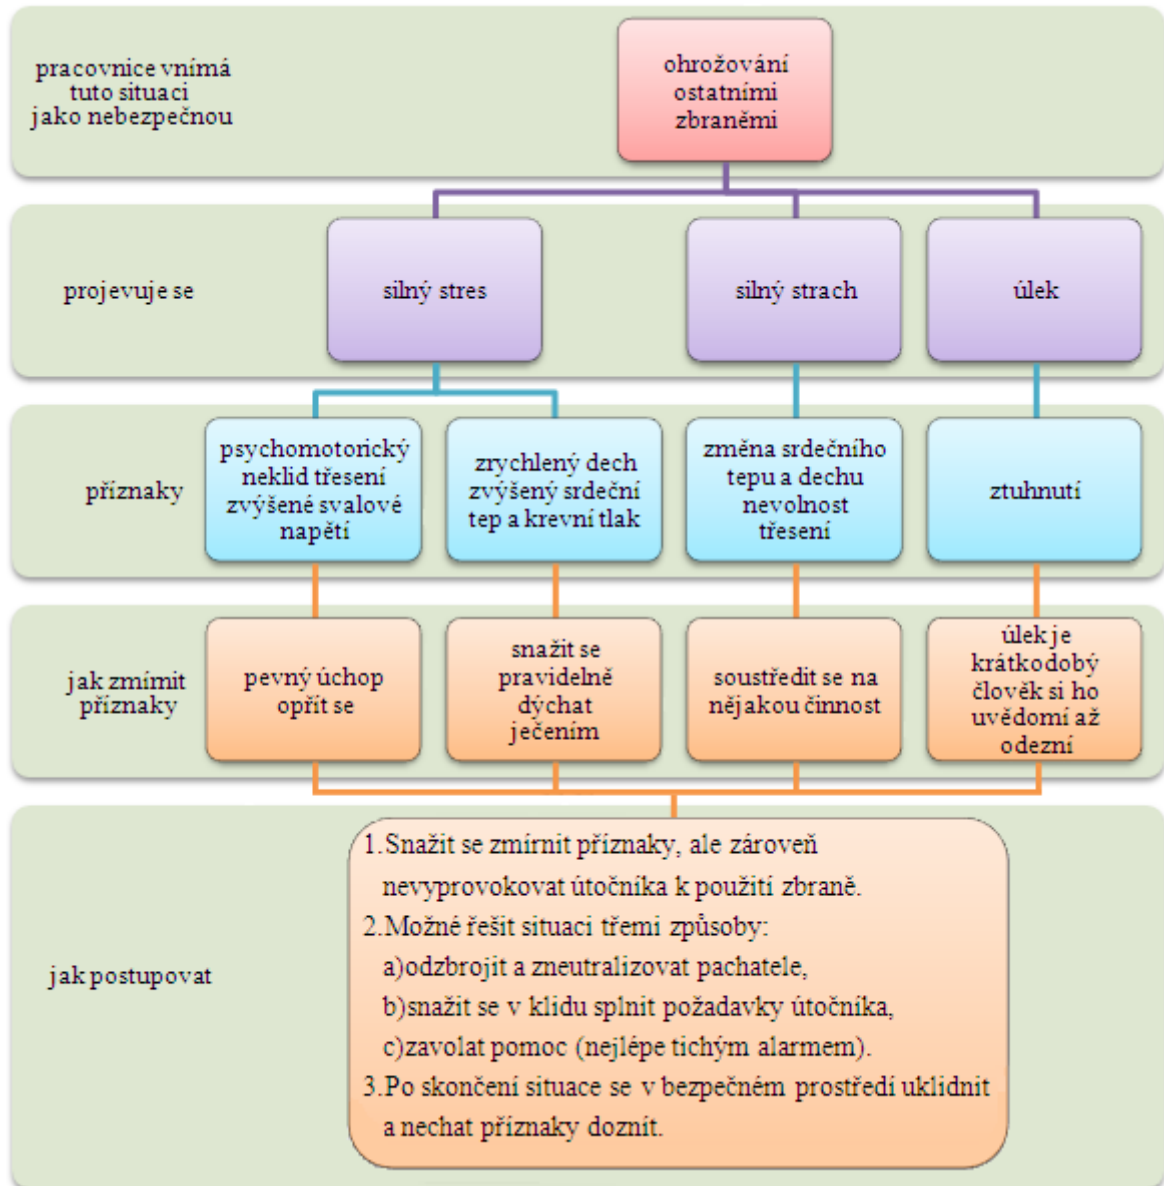 pracovnice vnímá
tuto situaci
jako nebezpečnou
ohrožování
ostatními
zbraněmi
projevuje se
silný stres
silný strach
úlek
příznaky
psychomotorický
neklid třesení
zvýšené svalové
napětí
zrychlený dech
zvýšený srdeční
tep a krevní tlak
změna srdečního
tepu a dechu
nevolnost
třesení
ztuhnutí
jak zmímit
příznaky
pevný úchop
opřít se
snažit se
pravidelně
dýchat
ječením
soustředit se na
nějakou činnost
úlek je
krátkodobý
člověk si ho
uvědomí až
odezní
jak postupovat
1.Snažit se zmírnit příznaky, ale zároveň
nevyprovokovat útočníka k použití zbraně.
2.Možné řešit situaci třemi způsoby:
a)odzbrojit a zneutralizovat pachatele,
b)snažit se v klidu splnit požadavky útočníka,
c)zavolat pomoc (nejlépe tichým alarmem).
3.Po skončení situace se v bezpečném prostředí uklidnit
a nechat příznaky doznít.